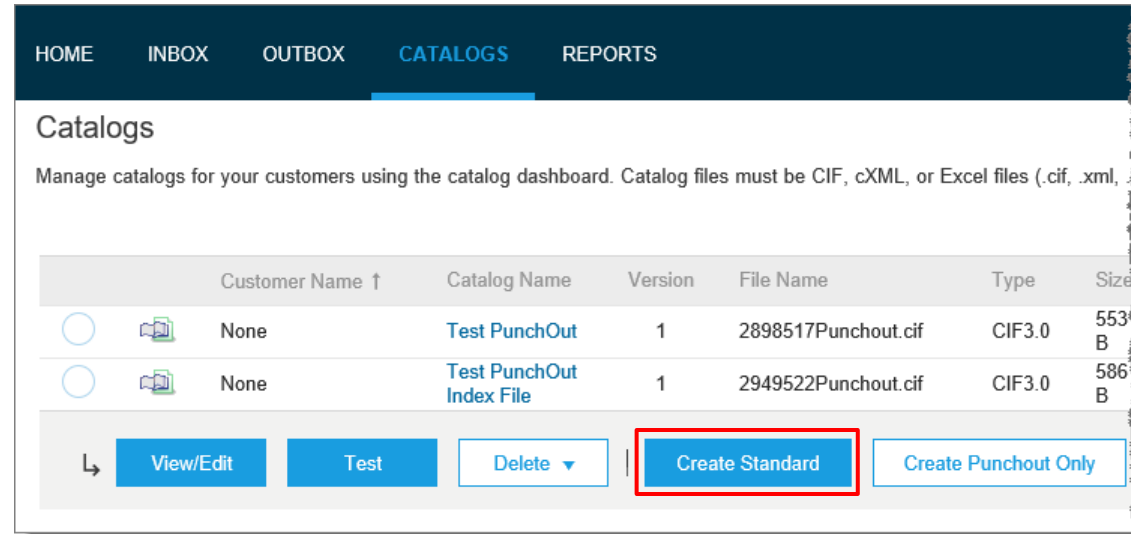 HOME INBOX OUTBOX CATALOGS REPORTS
Catalogs
Manage catalogs for your customers using the catalog dashboard. Catalog files must be CIF, cXML, or Excel files (.cif, .xml,
Customer Name ↑ Catalog Name Version File Name Type Size
None Test PunchOut 1 2898517Punchout.cif CIF3.0 553
B
None Test PunchOut
Index File 1 2949522Punchout.cif CIF3.0 586
B
View/Edit Test Delete ▼ | Create Standard Create Punchout Only